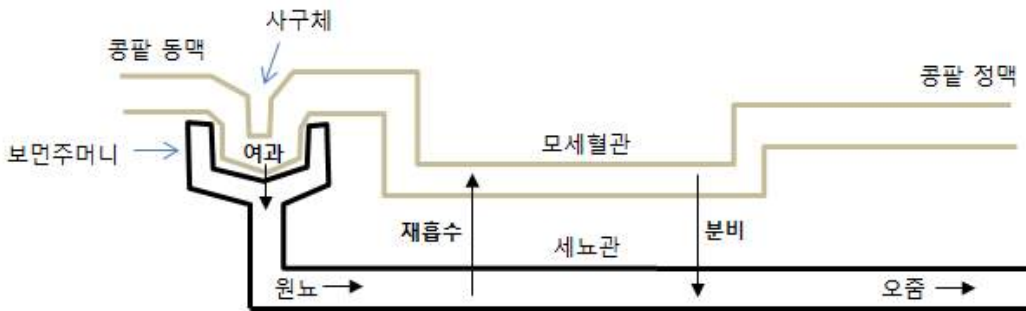 사구체
콩팥 동맥
콩팥 정맥
보먼주머니
여과
모세혈관
재흡수
분비
세뇨관
원뇨
오줌